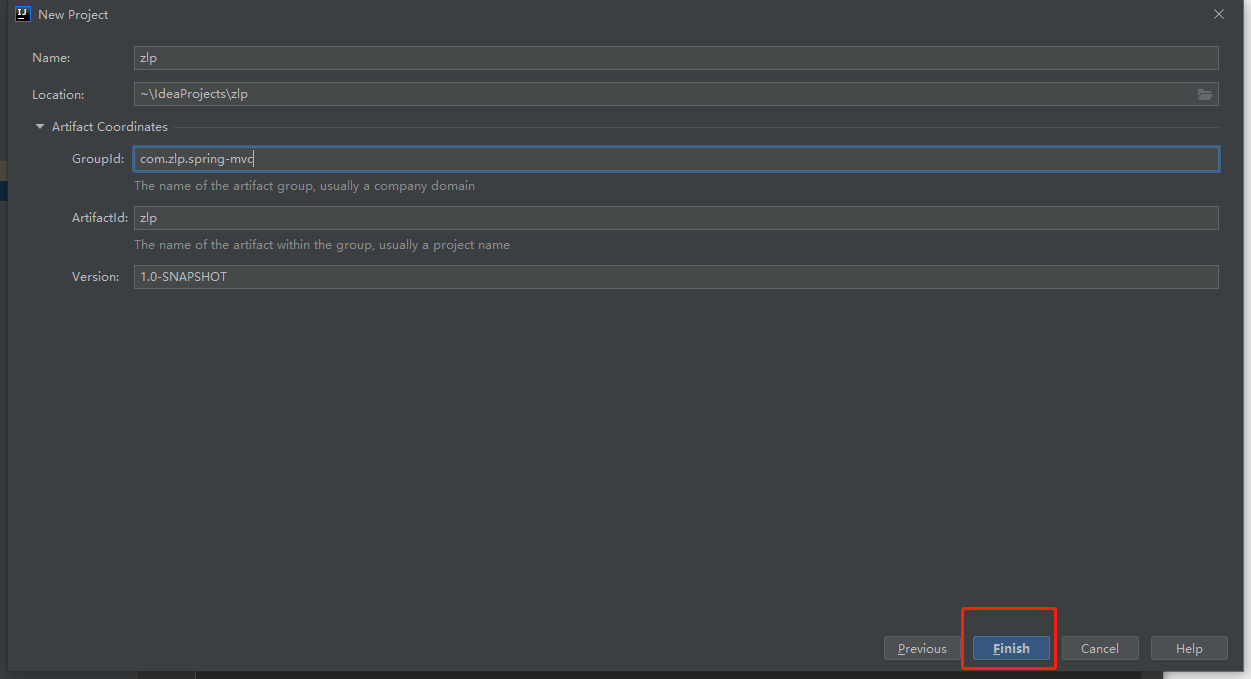 New Project
Name: zlp
Location: ~\IdeaProjects\zlp
Artifact Coordinates
GroupId: com.zlp.spring-mvc
The name of the artifact group, usually a company domain
ArtifactId: zlp
The name of the artifact within the group, usually a project name
Version: 1.0-SNAPSHOT
Previous Finish Cancel Help